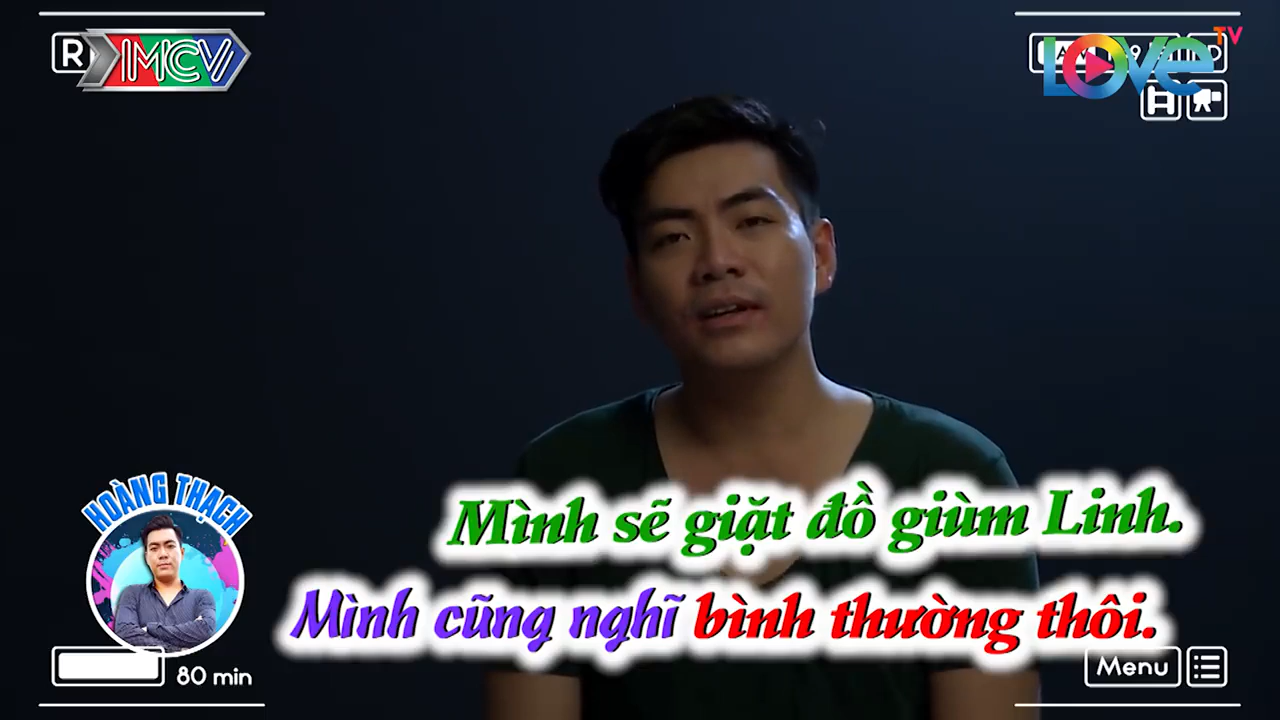 R
MCV
LOVE TV
HOÀNG THẠCH
Mình sẽ giặt đồ giùm Linh.
Mình cũng nghĩ bình thường thôi.
80 min
Menu